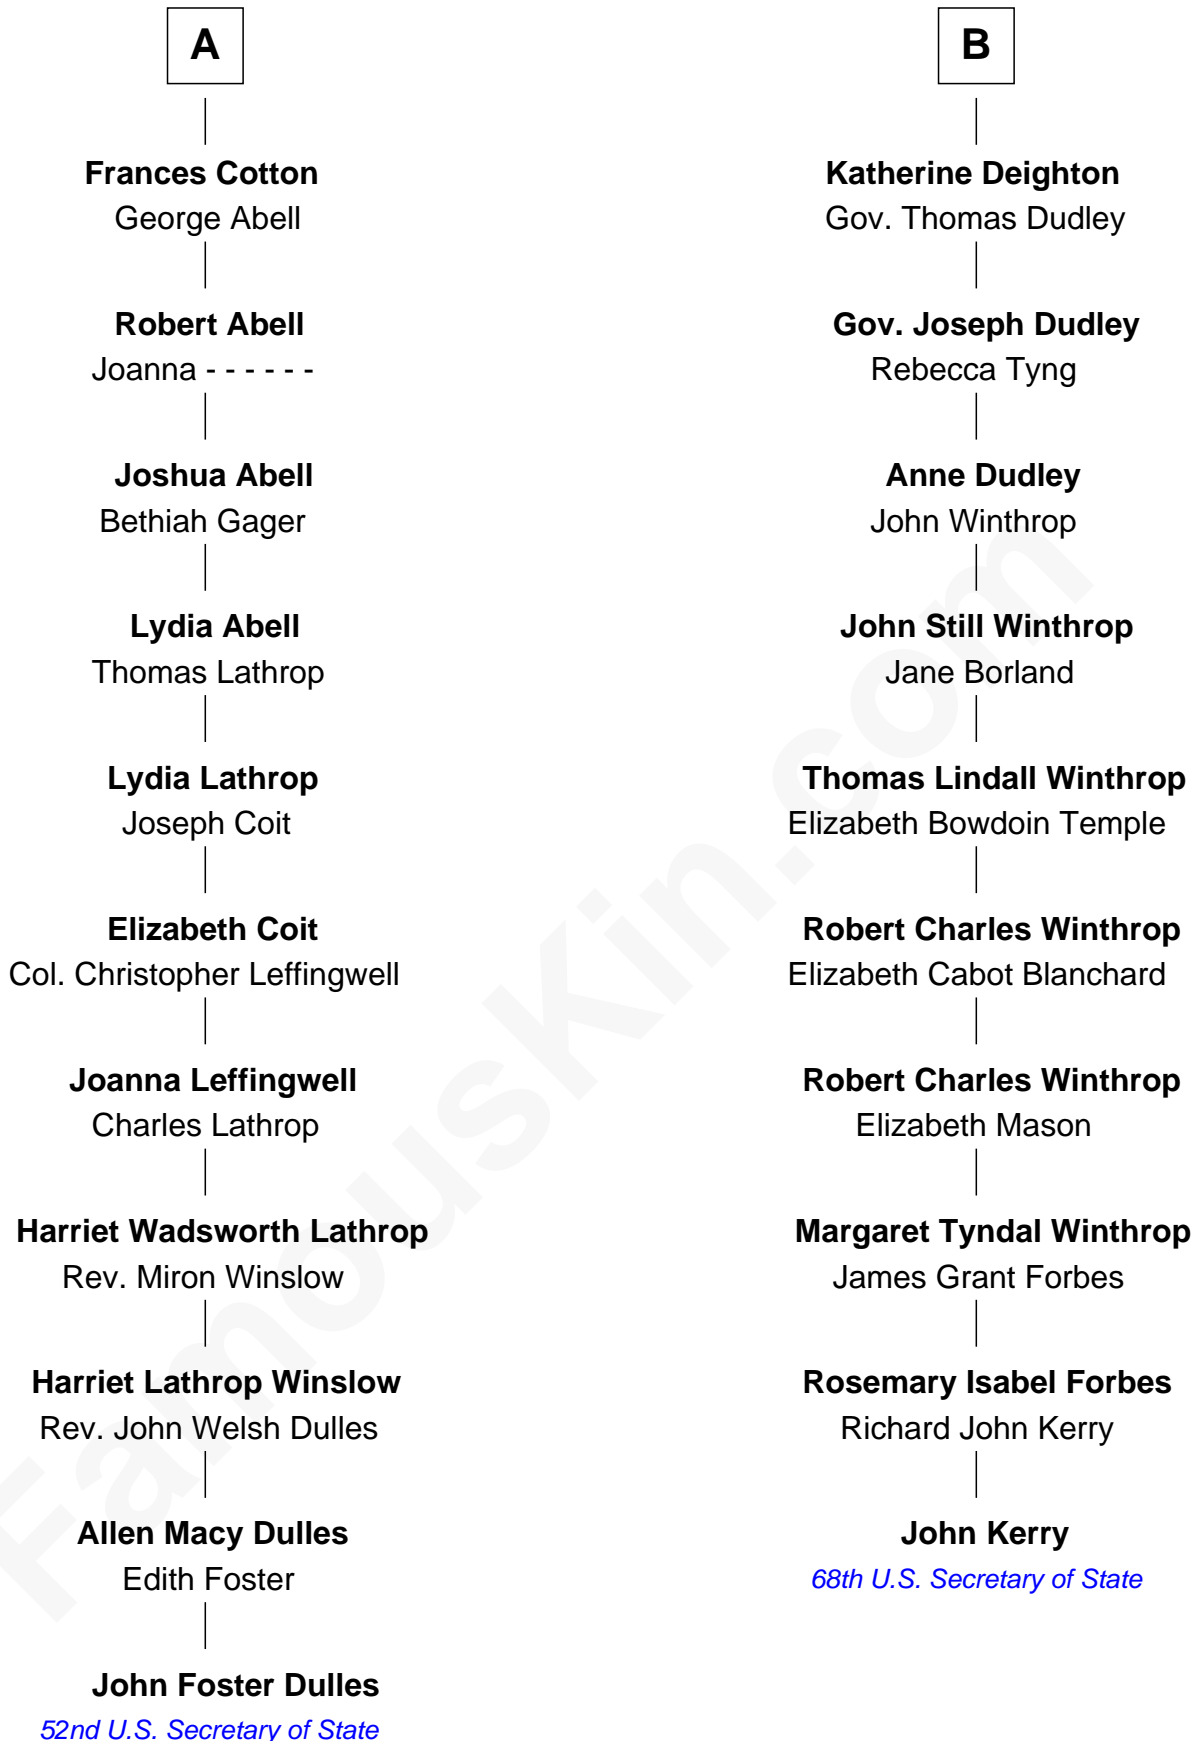 A
Frances Cotton
George Abell
Robert Abell
Joanna - - - - - -
Joshua Abell
Bethiah Gager
Lydia Abell
Thomas Lathrop
Lydia Lathrop
Joseph Coit
Elizabeth Coit
Col. Christopher Leffingwell
Joanna Leffingwell
Charles Lathrop
Harriet Wadsworth Lathrop
Rev. Miron Winslow
Harriet Lathrop Winslow
Rev. John Welsh Dulles
Allen Macy Dulles
Edith Foster
John Foster Dulles
52nd U.S. Secretary of State
B
Katherine Deighton
Gov. Thomas Dudley
Gov. Joseph Dudley
Rebecca Tyng
Anne Dudley
John Winthrop
John Still Winthrop
Jane Borland
Thomas Lindall Winthrop
Elizabeth Bowdoin Temple
Robert Charles Winthrop
Elizabeth Cabot Blanchard
Robert Charles Winthrop
Elizabeth Mason
Margaret Tyndal Winthrop
James Grant Forbes
Rosemary Isabel Forbes
Richard John Kerry
John Kerry
68th U.S. Secretary of State
FamousKin.com